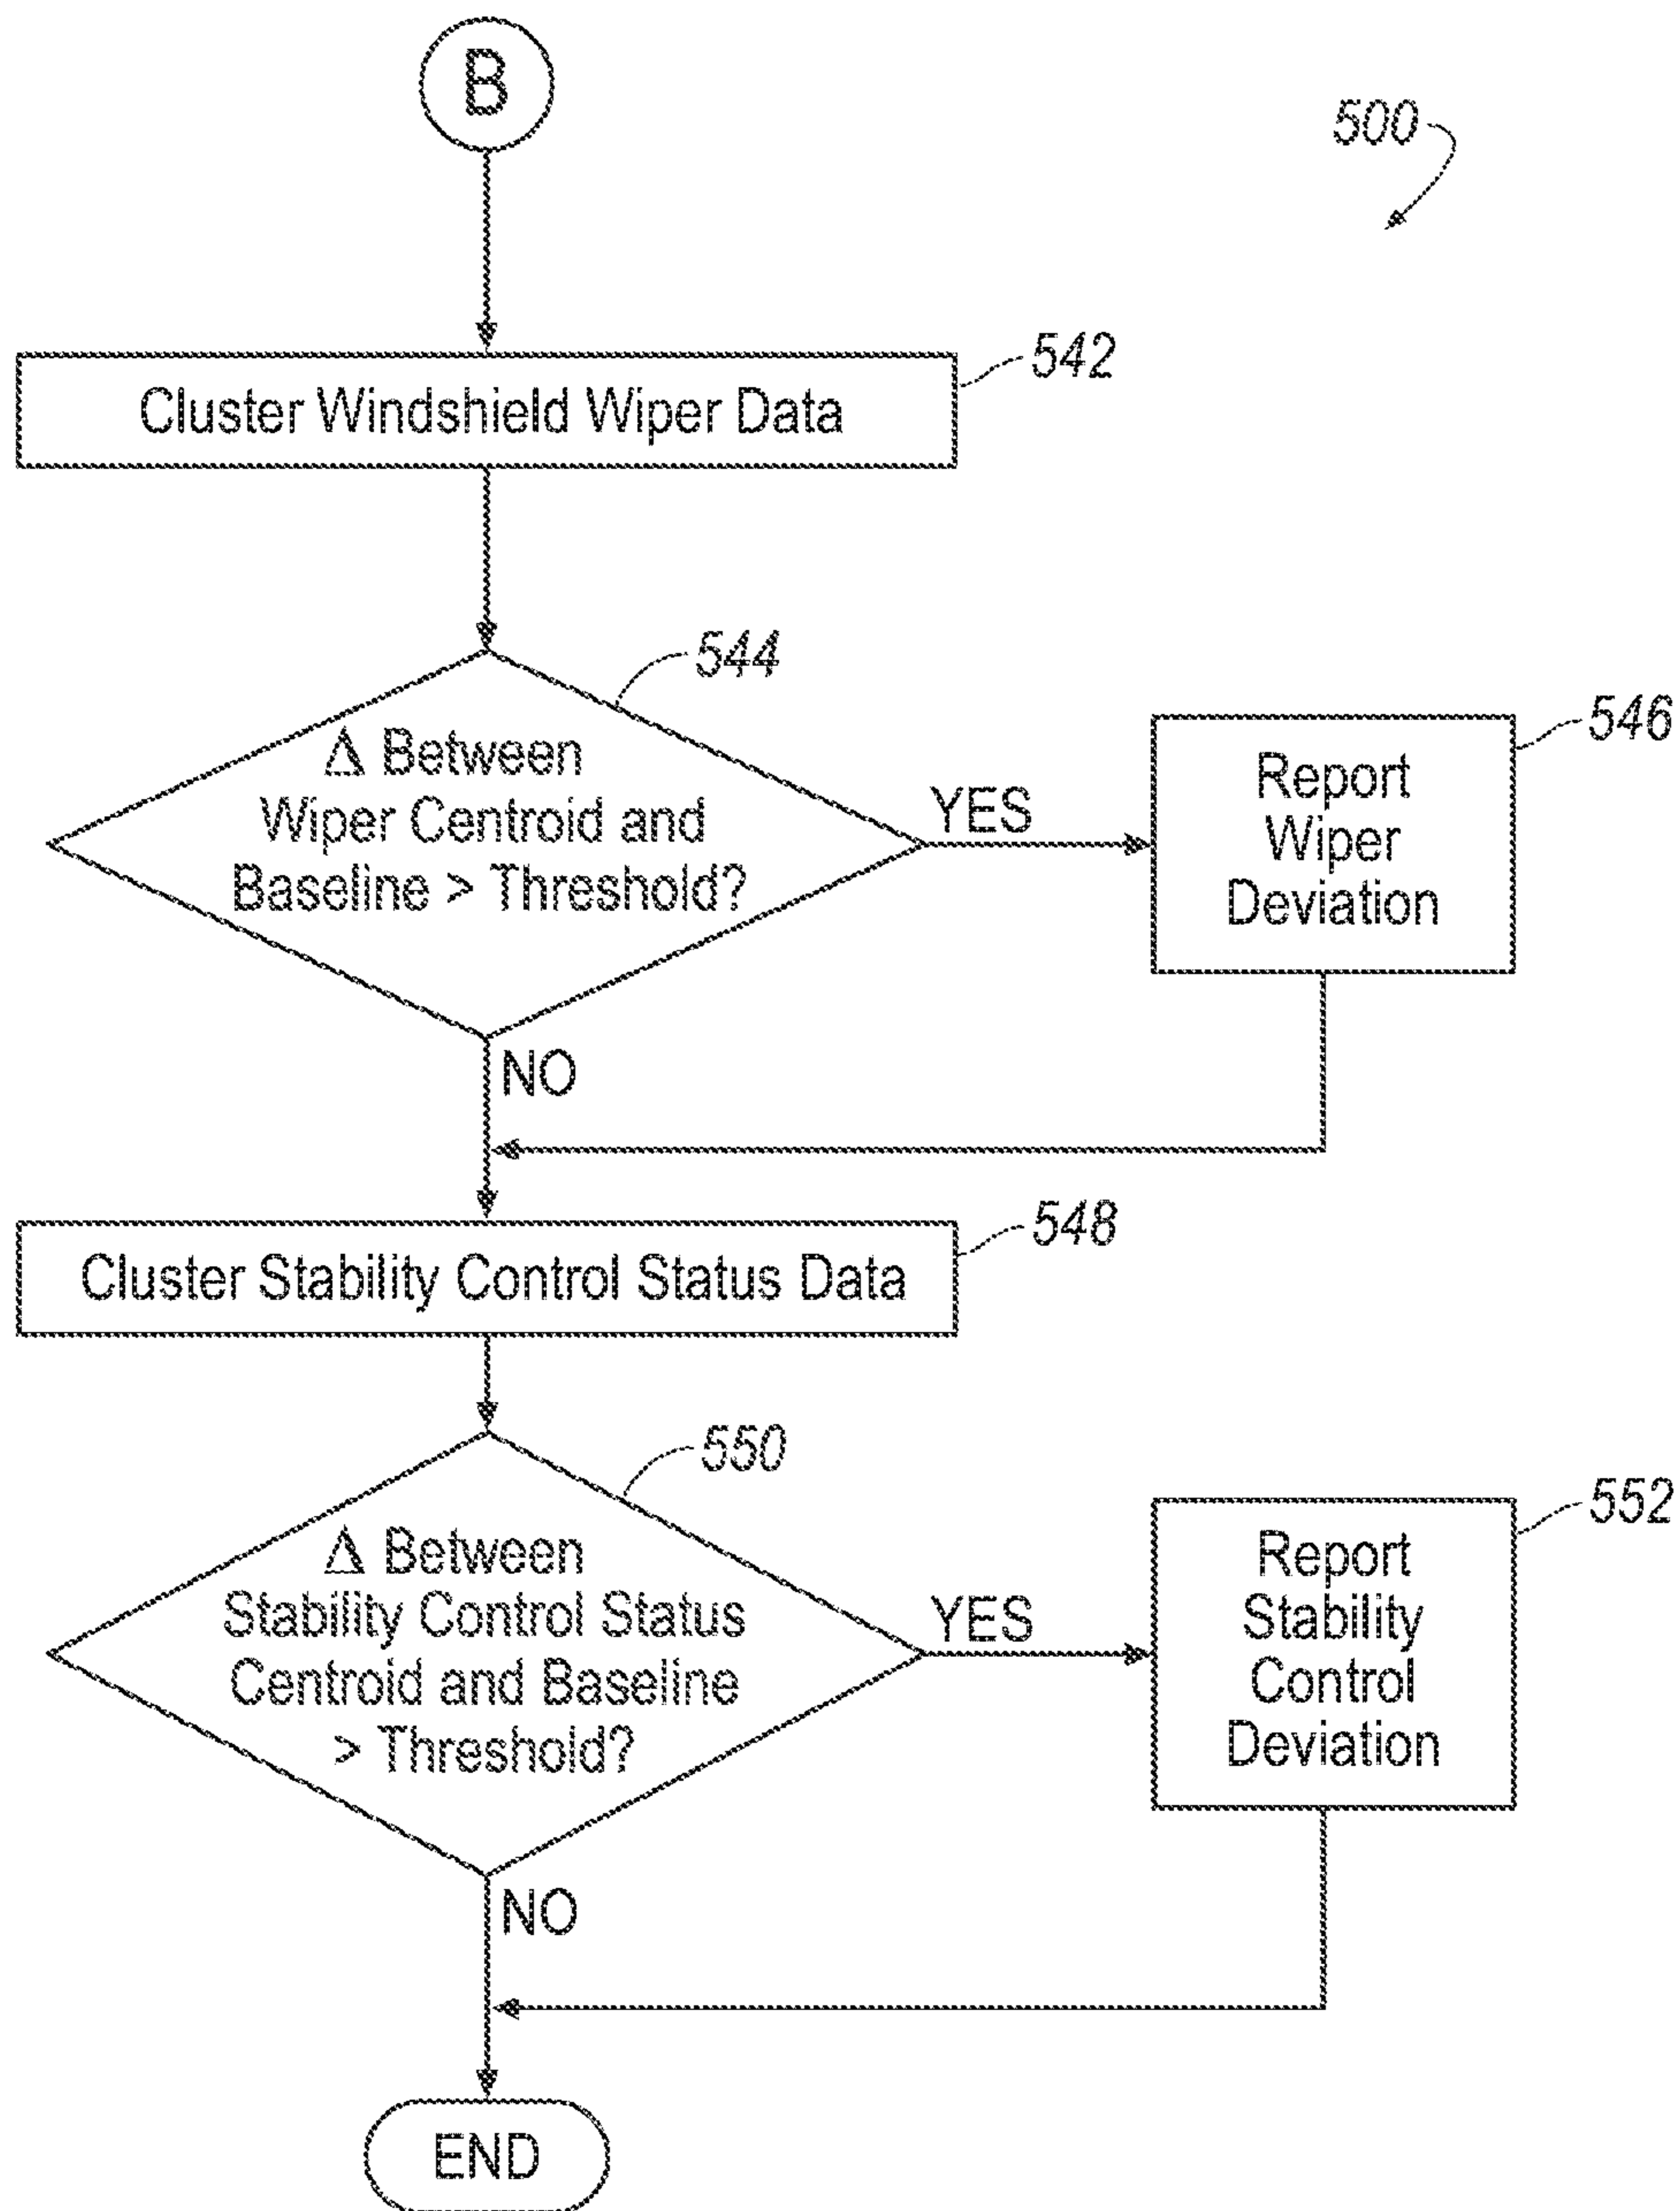 B
500
542
Cluster Windshield Wiper Data
544
Δ Between
Wiper Centroid and
Baseline > Threshold?
YES
546
Report
Wiper
Deviation
NO
548
Cluster Stability Control Status Data
550
Δ Between
Stability Control Status
Centroid and Baseline
> Threshold?
YES
552
Report
Stability
Control
Deviation
NO
END